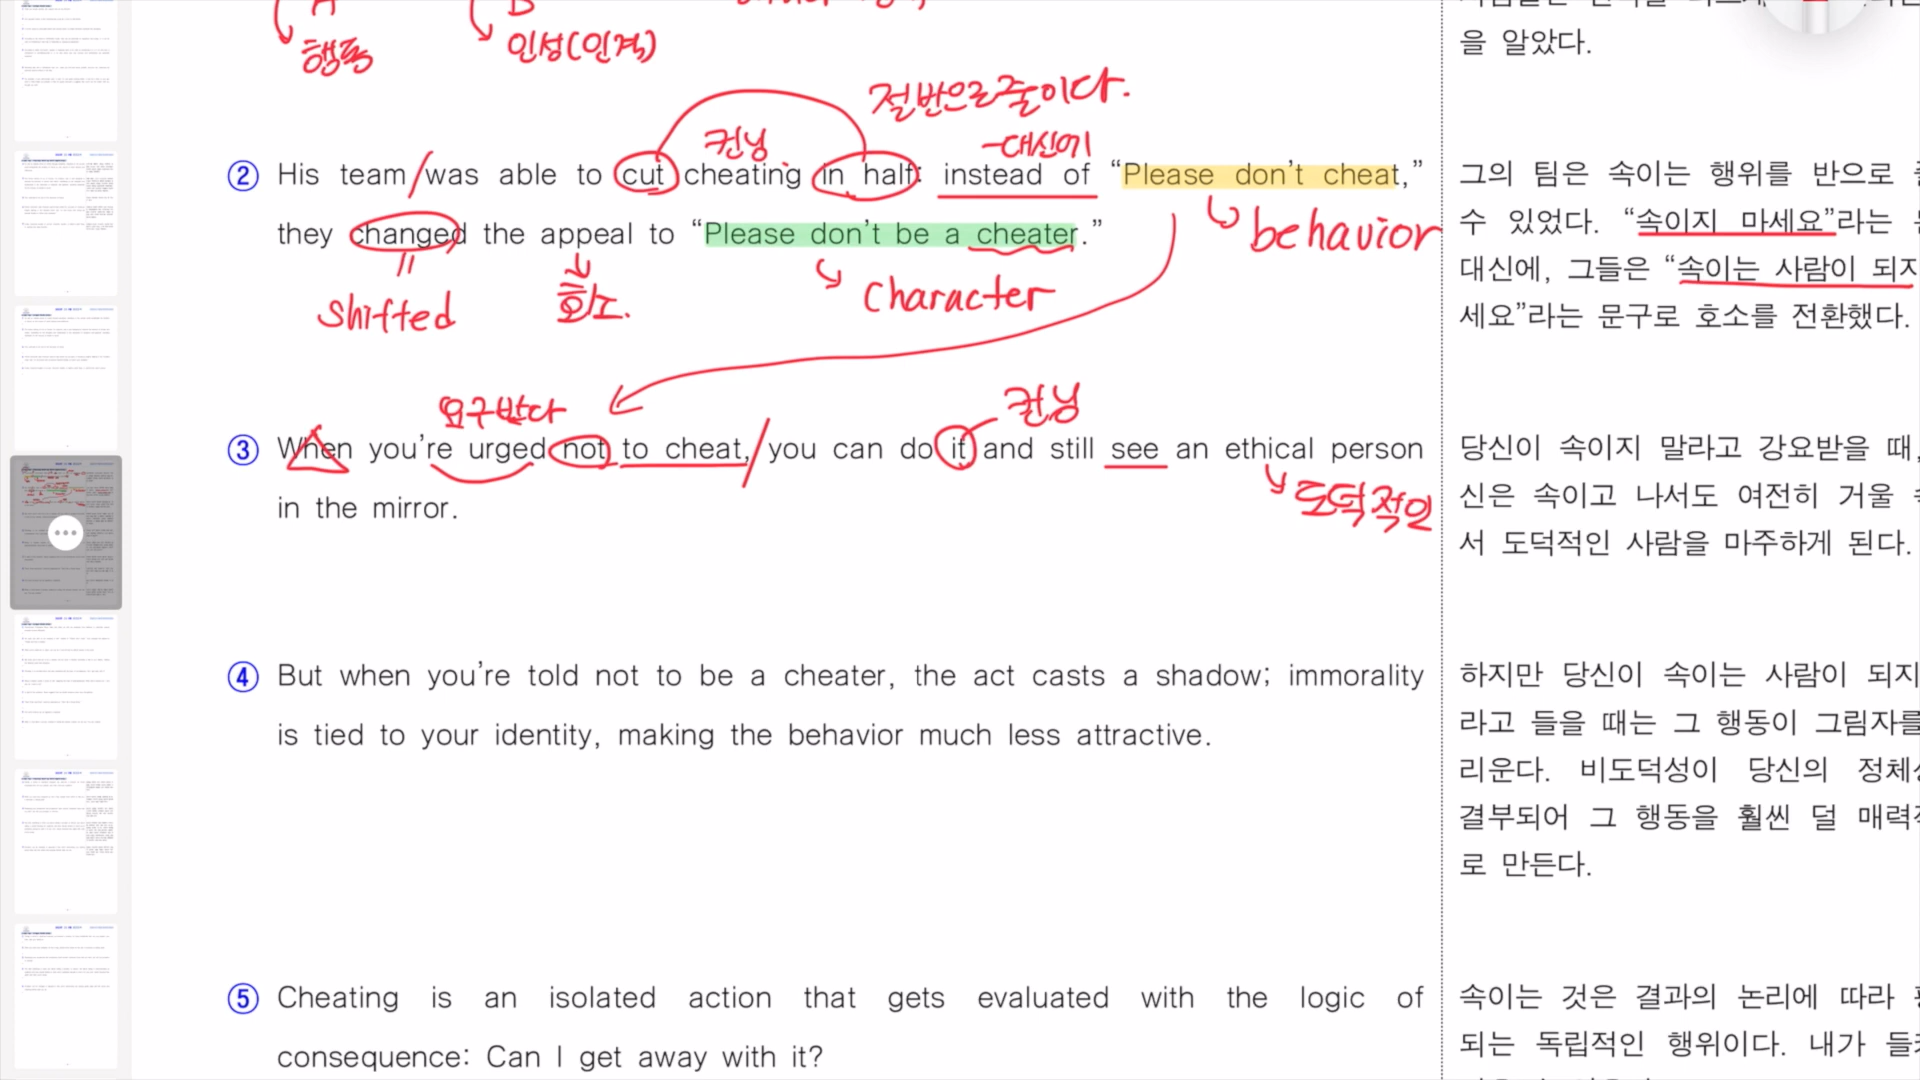 행동
인성(인격)
을 알았다.
절반으로 줄이다.
컨닝
~대신에
② His team was able to cut cheating in half: instead of “Please don’t cheat,”
그의 팀은 속이는 행위를 반으로
behavior
수 있었다. “속이지 마세요”라는
they changed the appeal to “Please don’t be a cheater.”
대신에, 그들은 “속이는 사람이 되지
shifted
호소.
Character
세요”라는 문구로 호소를 전환했다.
요구받다
컨닝
③ When you’re urged not to cheat, you can do it and still see an ethical person
당신이 속이지 말라고 강요받을 때,
도덕적인
신은 속이고 나서도 여전히 거울
in the mirror.
서 도덕적인 사람을 마주하게 된다.
④ But when you’re told not to be a cheater, the act casts a shadow; immorality
하지만 당신이 속이는 사람이 되지
라고 들을 때는 그 행동이 그림자를
is tied to your identity, making the behavior much less attractive.
리운다. 비도덕성이 당신의
결부되어 그 행동을 훨씬 덜
로 만든다.
⑤ Cheating is an isolated action that gets evaluated with the logic of
속이는 것은 결과의 논리에 따라
되는 독립적인 행위이다. 내가
consequence: Can I get away with it?